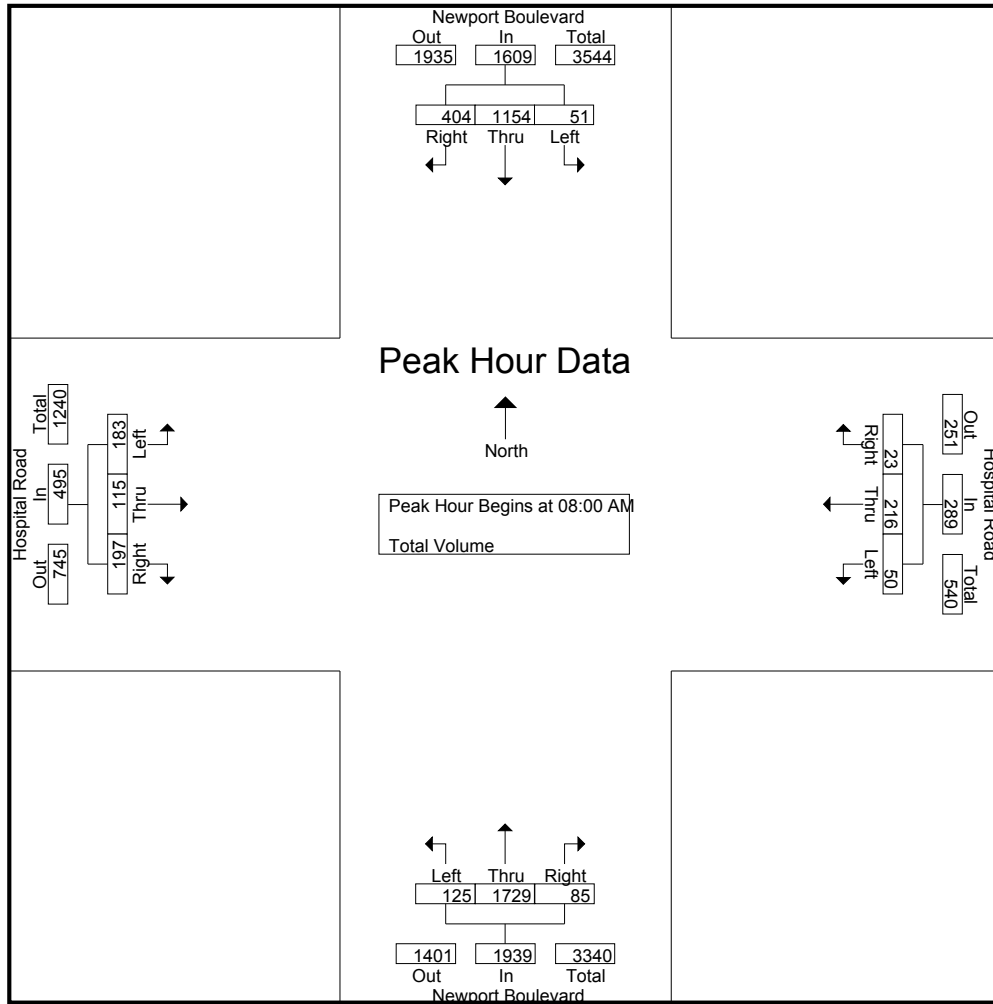 Newport Boulevard
Out In Total
1935 1609 3544
404 1154 51
Right Thru Left
Peak Hour Data
North
Peak Hour Begins at 08:00 AM
Total Volume
Hospital Road
Total In Out
1240 495 745
183 115 197
Left Thru Right
Hospital Road
Out In Total
251 289 540
23 216 50
Right Thru Left
Left Thru Right
125 1729 85
1401 1939 3340
Out In Total
Newport Boulevard